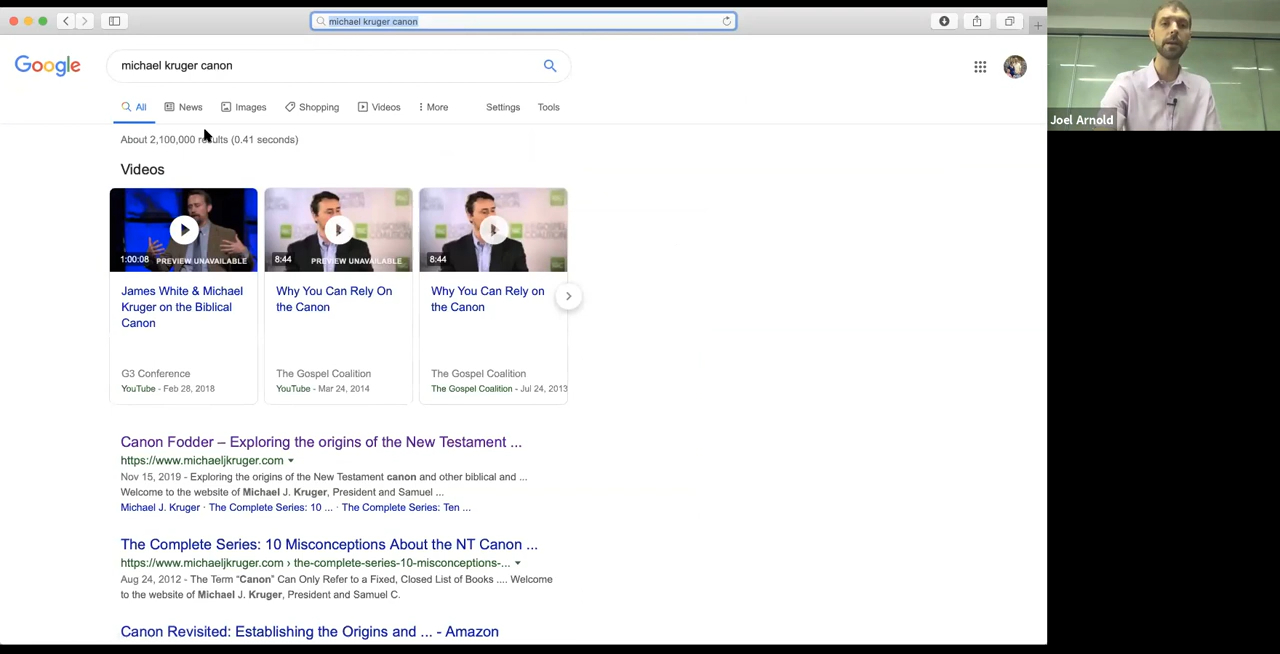 michael kruger canon
Google
michael kruger canon
All
News
Images
Shopping
Videos
More
Settings
Tools
About 2,100,000 results (0.41 seconds)
Videos
1:00:08 PREVIEW UNAVAILABLE
8:44 PREVIEW UNAVAILABLE
8:44
James White & Michael
Kruger on the Biblical
Canon
G3 Conference
YouTube - Feb 28, 2018
Why You Can Rely On
the Canon
The Gospel Coalition
YouTube - Mar 24, 2014
Why You Can Rely on
the Canon
The Gospel Coalition
The Gospel Coalition - Jul 24, 2013
Canon Fodder – Exploring the origins of the New Testament ...
https://www.michaeljkruger.com
Nov 15, 2019 - Exploring the origins of the New Testament canon and other biblical and ...
Welcome to the website of Michael J. Kruger, President and Samuel ...
Michael J. Kruger · The Complete Series: 10 ... · The Complete Series: Ten ...
The Complete Series: 10 Misconceptions About the NT Canon ...
https://www.michaeljkruger.com › the-complete-series-10-misconceptions-...
Aug 24, 2012 - The Term “Canon” Can Only Refer to a Fixed, Closed List of Books .... Welcome
to the website of Michael J. Kruger, President and Samuel C.
Canon Revisited: Establishing the Origins and ... - Amazon
Joel Arnold